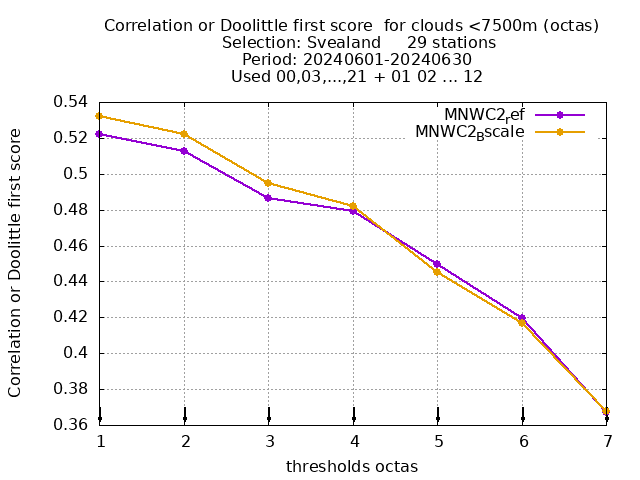 Correlation or Doolittle first score  for clouds <7500m (octas)
Selection: Svealand     29 stations
Period: 20240601-20240630
Used 00,03,...,21 + 01 02 ... 12
MNWC2ref
MNWC2Bscale
Correlation or Doolittle first score
0.54
0.52
0.5
0.48
0.46
0.44
0.42
0.4
0.38
0.36
1 2 3 4 5 6 7
thresholds octas